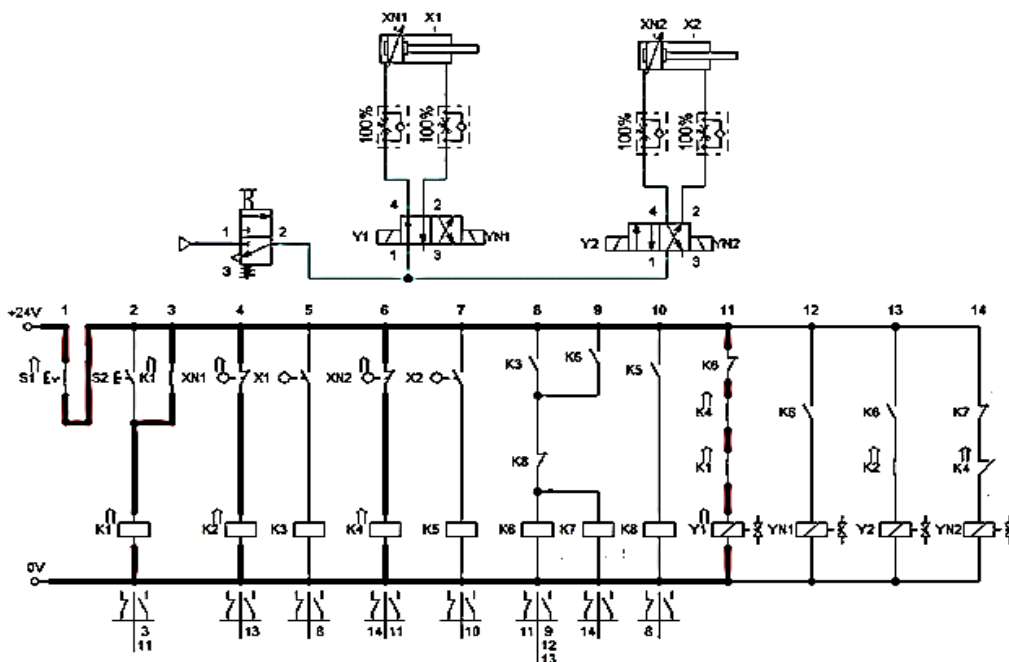 XN1 X1
XN2 X2
100% 100%
100% 100%
4 2
Y1 YN1
1 3
4 2
Y2 YN2
1 3
1 2
3
+24V 1 2 3 4 5 6 7 8 9 10 11 12 13 14
S1 S2 K1 XN1 X1 XN2 X2 K3 K6 K5 K6 K6 K7
K4
K6
K1 K2 K4
K1 K2 K3 K4 K5 K6 K7 K8 Y1 YN1 Y2 YN2
0V
3 13 14 11 10 11 9 14
11 12
13